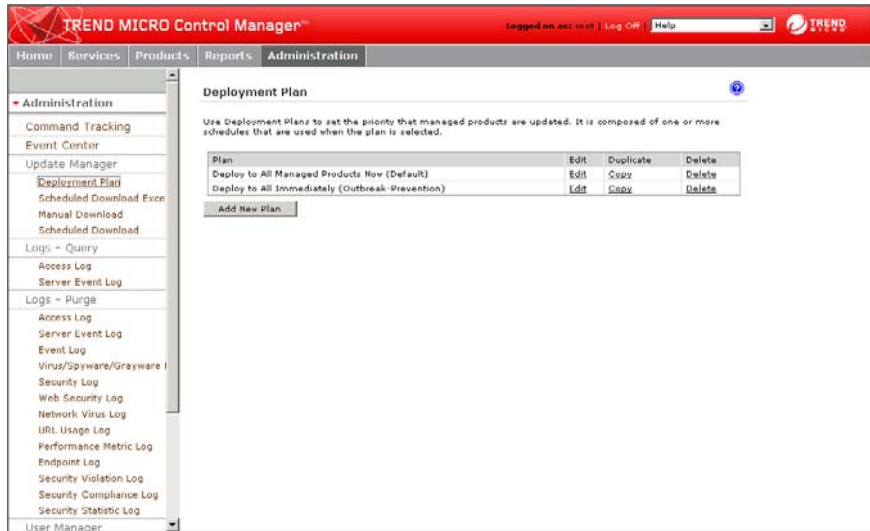 TREND MICRO Control Manager™
Logged on as: root | Log Off | Help
TREND MICRO
Home Services Products Reports Administration
Administration
Command Tracking
Event Center
Update Manager
Deployment Plan
Scheduled Download Exce
Manual Download
Scheduled Download
Logs - Query
Access Log
Server Event Log
Logs - Purge
Access Log
Server Event Log
Event Log
Virus/Spyware/Grayware
Security Log
Web Security Log
Network Virus Log
URL Usage Log
Performance Metric Log
Endpoint Log
Security Violation Log
Security Compliance Log
Security Statistic Log
User Manager
Deployment Plan
Use Deployment Plans to set the priority that managed products are updated. It is composed of one or more
schedules that are used when the plan is selected.
Plan Edit Duplicate Delete
Deploy to All Managed Products Now (Default) Edit Copy Delete
Deploy to All Immediately (Outbreak-Prevention) Edit Copy Delete
Add New Plan